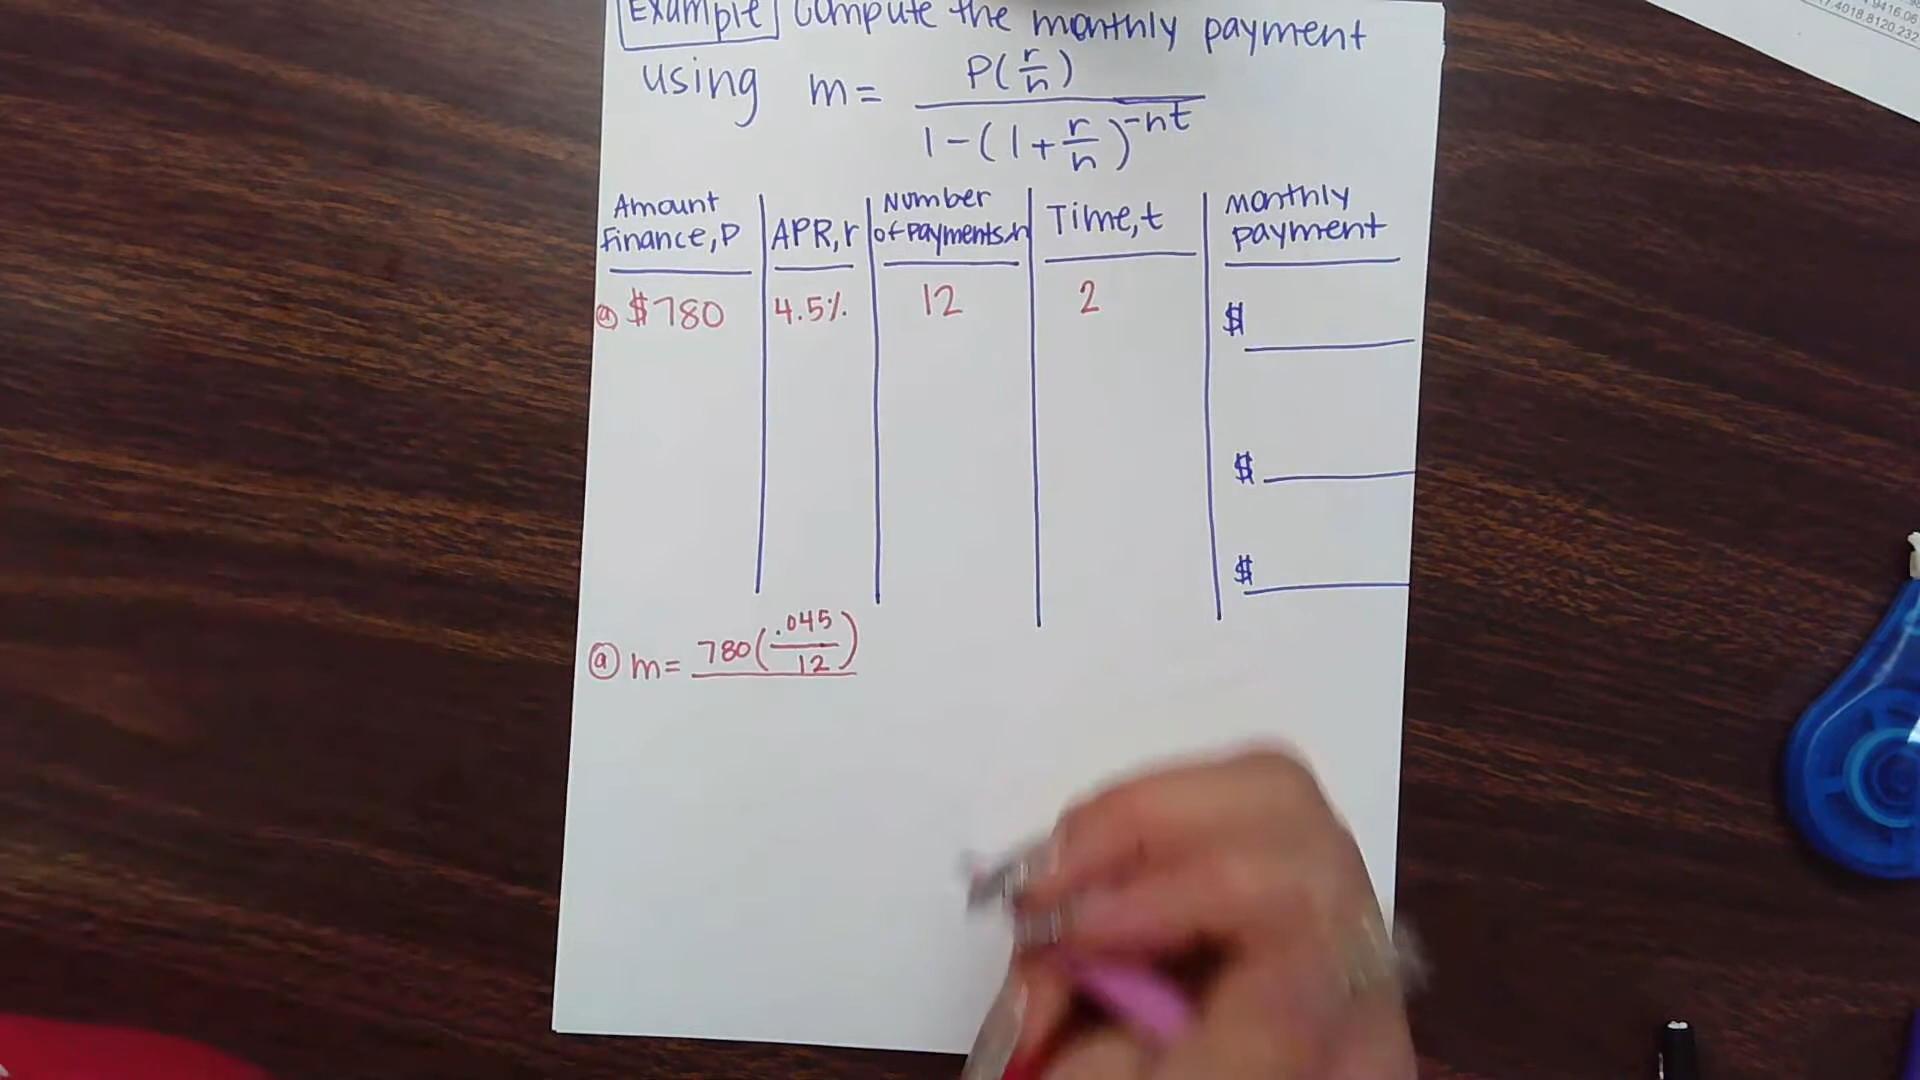 Example Compute the monthly payment
using m= P(r/n) / 1-(1+r/n)^-nt
Amount Finance, P | APR, r | Number of Payments, n | Time, t | Monthly payment
ⓐ $780 | 4.5% | 12 | 2 | $
$
$
ⓐ m= 780(.045/12)